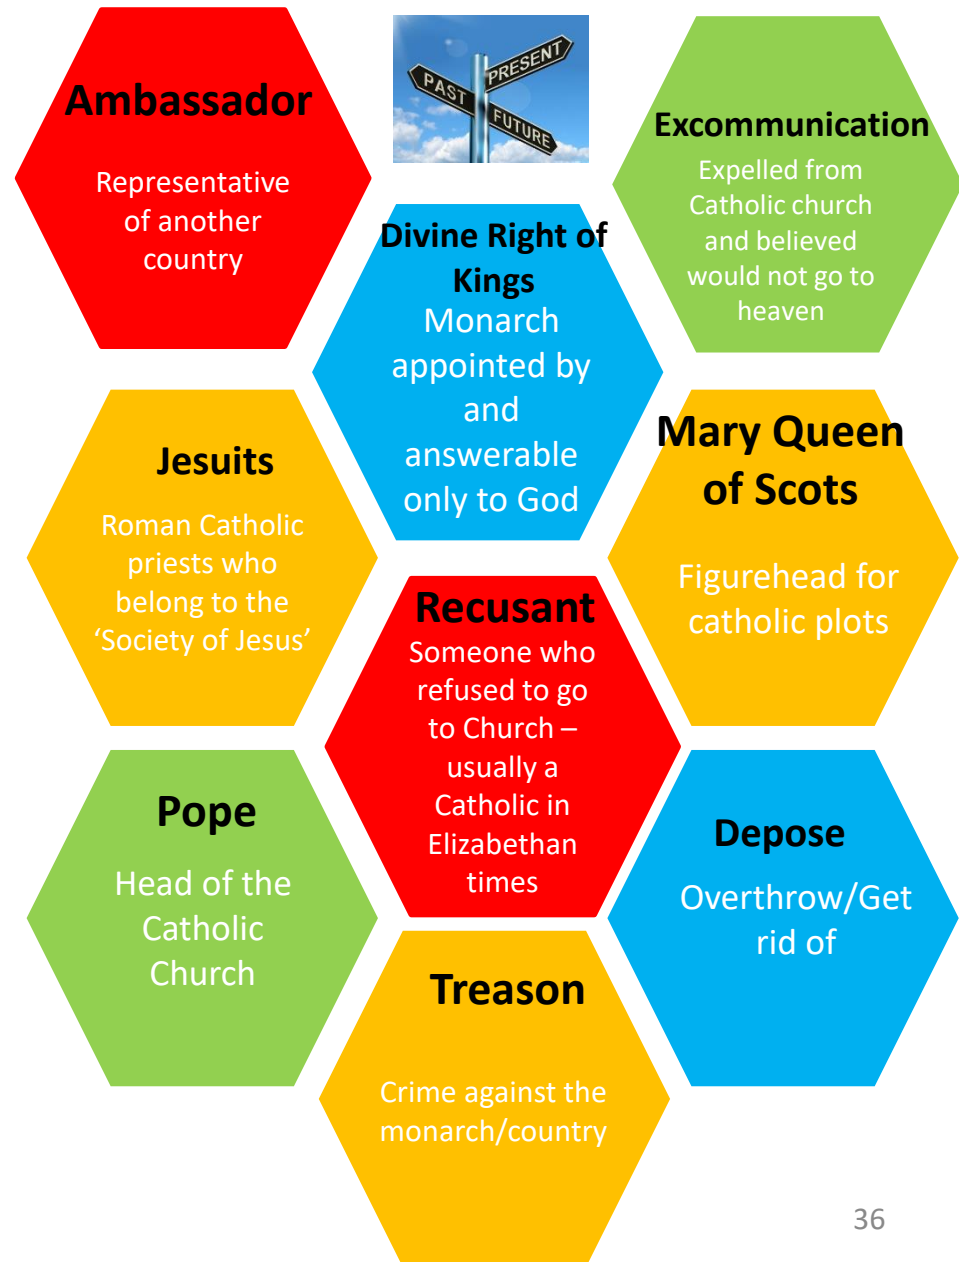 Ambassador
Representative
of another
country
PAST
PRESENT
FUTURE
Excommunication
Expelled from
Catholic church
and believed
would not go to
heaven
Divine Right of
Kings
Monarch
appointed by
and
answerable
only to God
Jesuits
Roman Catholic
priests who
belong to the
‘Society of Jesus’
Mary Queen
of Scots
Figurehead for
catholic plots
Recusant
Someone who
refused to go
to Church –
usually a
Catholic in
Elizabethan
times
Pope
Head of the
Catholic
Church
Depose
Overthrow/Get
rid of
Treason
Crime against the
monarch/country
36